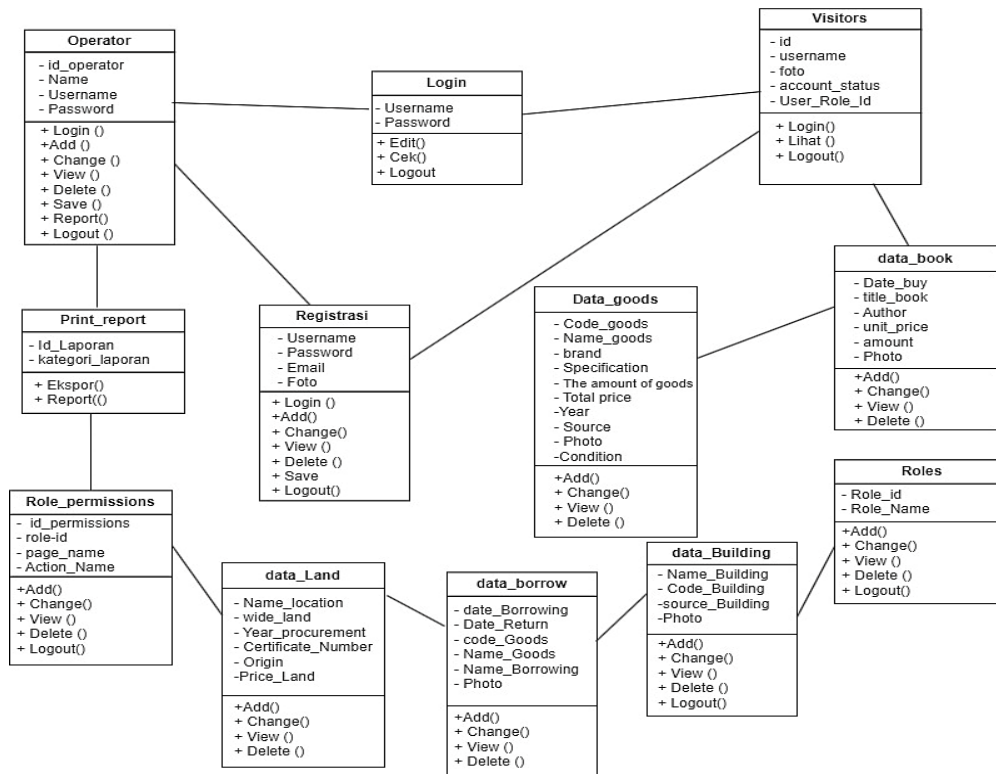 Operator
- id_operator
- Name
- Username
- Password
+ Login ()
+Add ()
+ Change ()
+ View ()
+ Delete ()
+ Save ()
+ Report()
+ Logout ()
Login
- Username
- Password
+ Edit()
+ Cek()
+ Logout
Visitors
- id
- username
- foto
- account_status
- User_Role_Id
+ Login()
+ Lihat ()
+ Logout()
Print_report
- Id_Laporan
- kategori_laporan
+ Ekspor()
+ Report(()
Registrasi
- Username
- Password
- Email
- Foto
+ Login ()
+Add()
+ Change()
+ View ()
+ Delete ()
+ Save
+ Logout()
Data_goods
- Code_goods
- Name_goods
- brand
- Specification
- The amount of goods
- Total price
-Year
- Source
- Photo
-Condition
+Add()
+ Change()
+ View ()
+ Delete ()
data_book
- Date_buy
- title_book
- Author
- unit_price
- amount
- Photo
+Add()
+ Change()
+ View ()
+ Delete ()
Role_permissions
- id_permissions
- role-id
- page_name
- Action_Name
+Add()
+ Change()
+ View ()
+ Delete ()
+ Logout()
data_Land
- Name_location
- wide_land
- Year_procurement
- Certificate_Number
- Origin
-Price_Land
+Add()
+ Change()
+ View ()
+ Delete ()
data_borrow
- date_Borrowing
- Date_Return
- code_Goods
- Name_Goods
- Name_Borrowing
- Photo
+Add()
+ Change()
+ View ()
+ Delete ()
data_Building
- Name_Building
- Code_Building
-source_Building
-Photo
+Add()
+ Change()
+ View ()
+ Delete ()
+ Logout()
Roles
- Role_id
- Role_Name
+Add()
+ Change()
+ View ()
+ Delete ()
+ Logout()